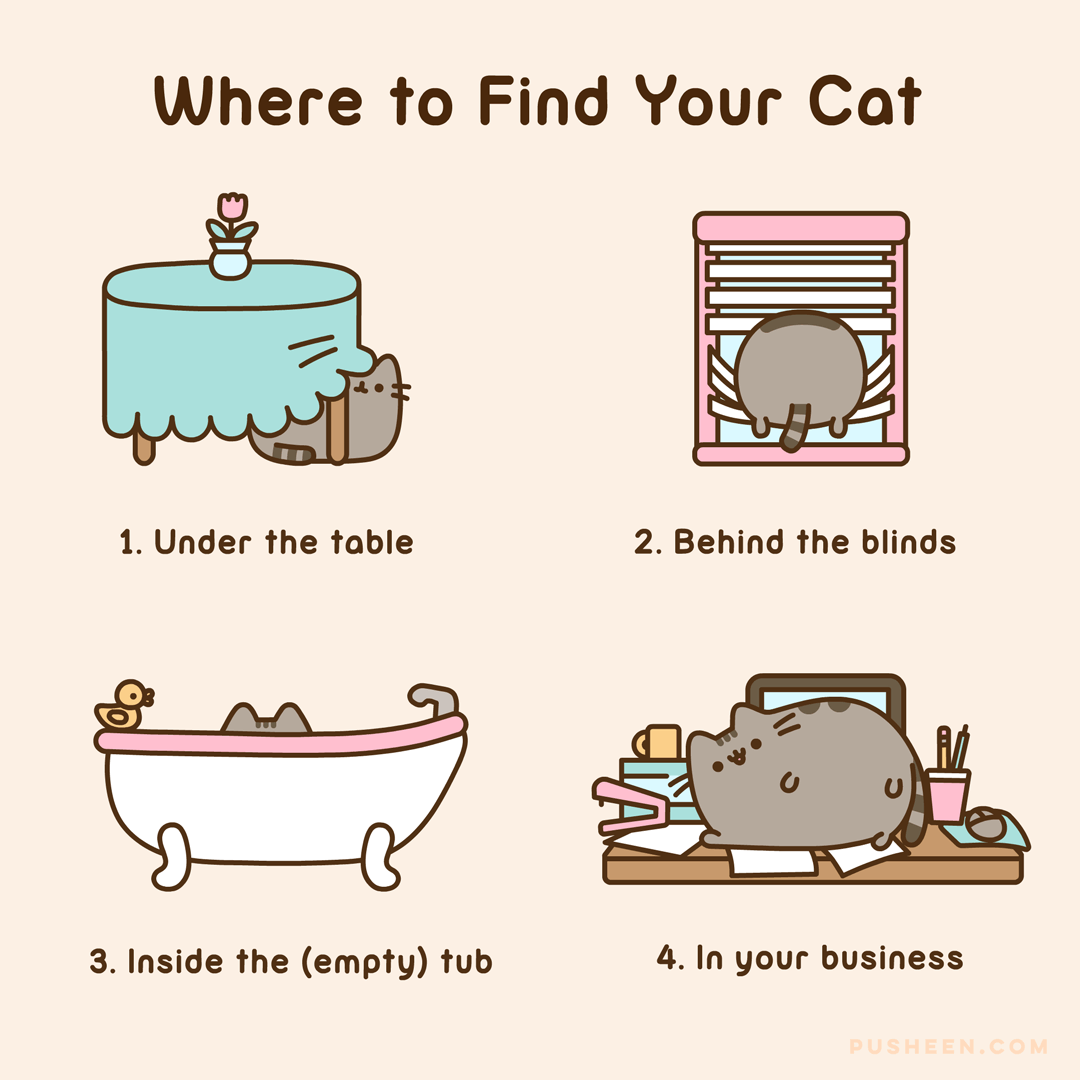 Where to Find Your Cat
1. Under the table
2. Behind the blinds
3. Inside the (empty) tub
4. In your business
PUSHEEN.COM